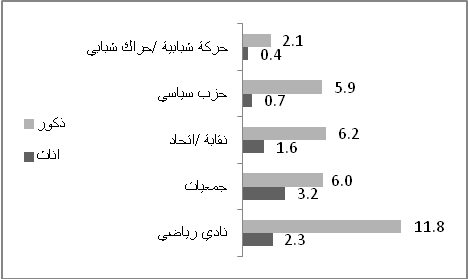 حركة شبابية /حراك شبابي
2.1
0.4
حزب سياسي
5.9
0.7
نقابة /اتحاد
6.2
1.6
جمعيات
6.0
3.2
نادي رياضي
11.8
2.3
ذكور
اناث